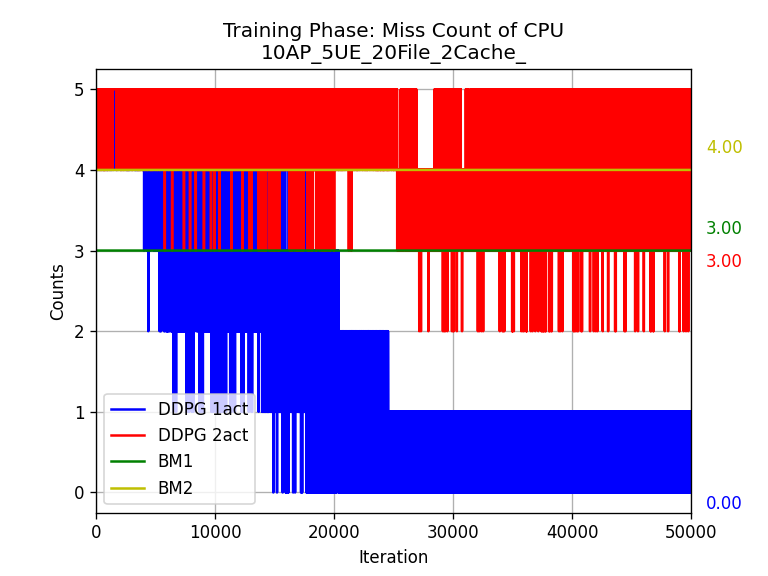 Training Phase: Miss Count of CPU
10AP_5UE_20File_2Cache_
5
4
3
2
1
0
Counts
4.00
3.00
3.00
0.00
DDPG 1act
DDPG 2act
BM1
BM2
0
10000
20000
30000
40000
50000
Iteration